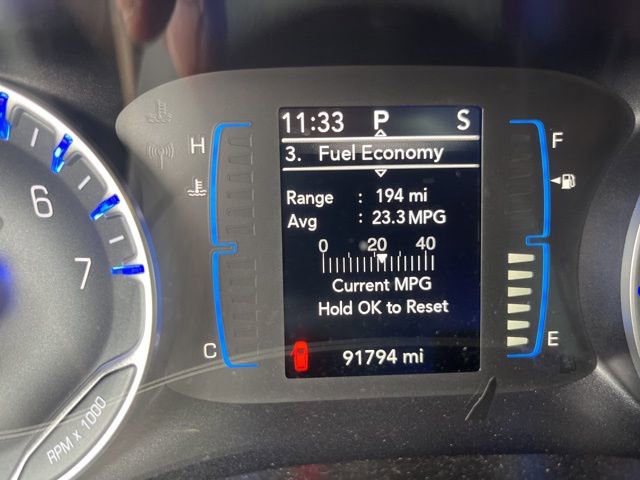 11:33 P S
3. Fuel Economy
Range : 194 mi
Avg : 23.3 MPG
0 20 40
Current MPG
Hold OK to Reset
91794 mi
H
C
F
E
6
7
RPM x 1000